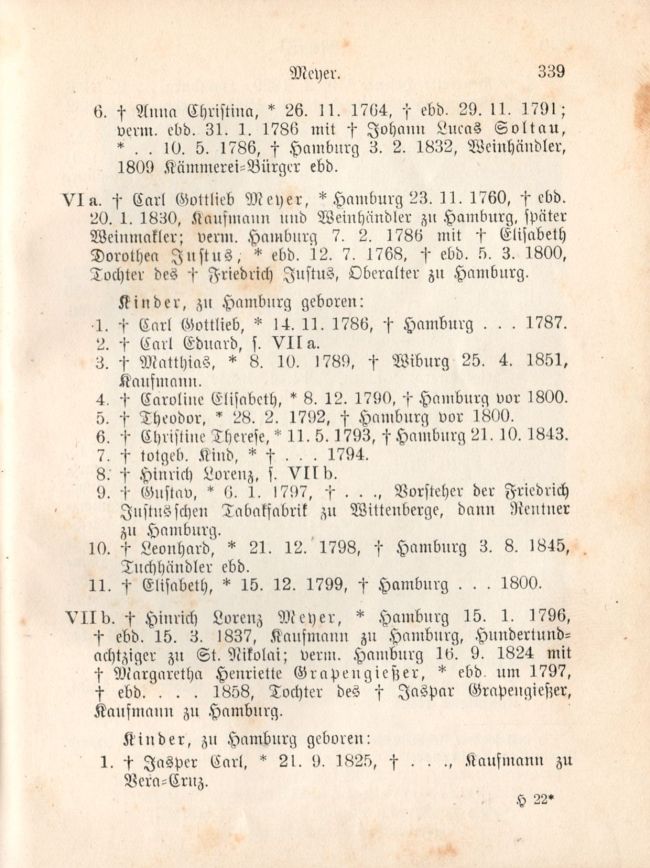 Meyer. 339
6. † Anna Christina, * 26. 11. 1764, † ebd. 29. 11. 1791;
verm. ebd. 31. 1. 1786 mit † Johann Lucas Soltau,
* . . 10. 5. 1786, † Hamburg 3. 2. 1832, Weinhändler,
1809 Kämmerei-Bürger ebd.
VI a. † Carl Gottlieb Meyer, * Hamburg 23. 11. 1760, † ebd.
20. 1. 1830, Kaufmann und Weinhändler zu Hamburg, später
Weinmakler; verm. Hamburg 7. 2. 1786 mit † Elisabeth
Dorothea Justus, * ebd. 12. 7. 1768, † ebd. 5. 3. 1800,
Tochter des † Friedrich Justus, Oberalter zu Hamburg.
Kinder, zu Hamburg geboren:
1. † Carl Gottlieb, * 14. 11. 1786, † Hamburg . . . 1787.
2. † Carl Eduard, s. VII a.
3. † Matthias, * 8. 10. 1789, † Wiburg 25. 4. 1851,
Kaufmann.
4. † Caroline Elisabeth, * 8. 12. 1790, † Hamburg vor 1800.
5. † Theodor, * 28. 2. 1792, † Hamburg vor 1800.
6. † Christine Therese, * 11. 5. 1793, † Hamburg 21. 10. 1843.
7. † totgeb. Kind, * † . . . 1794.
8. † Hinrich Lorenz, s. VII b.
9. † Gustav, * 6. 1. 1797, † . . ., Vorsteher der Friedrich
Justusschen Tabakfabrik zu Wittenberge, dann Rentner
zu Hamburg.
10. † Leonhard, * 21. 12. 1798, † Hamburg 3. 8. 1845,
Tuchhändler ebd.
11. † Elisabeth, * 15. 12. 1799, † Hamburg . . . 1800.
VII b. † Hinrich Lorenz Meyer, * Hamburg 15. 1. 1796,
† ebd. 15. 3. 1837, Kaufmann zu Hamburg, Hundertund-
achtziger zu St. Nikolai; verm. Hamburg 16. 9. 1824 mit
† Margaretha Henriette Grapengießer, * ebd. um 1797,
† ebd. . . . 1858, Tochter des † Jaspar Grapengießer,
Kaufmann zu Hamburg.
Kinder, zu Hamburg geboren:
1. † Jasper Carl, * 21. 9. 1825, † . . ., Kaufmann zu
Vera-Cruz.
H 22*